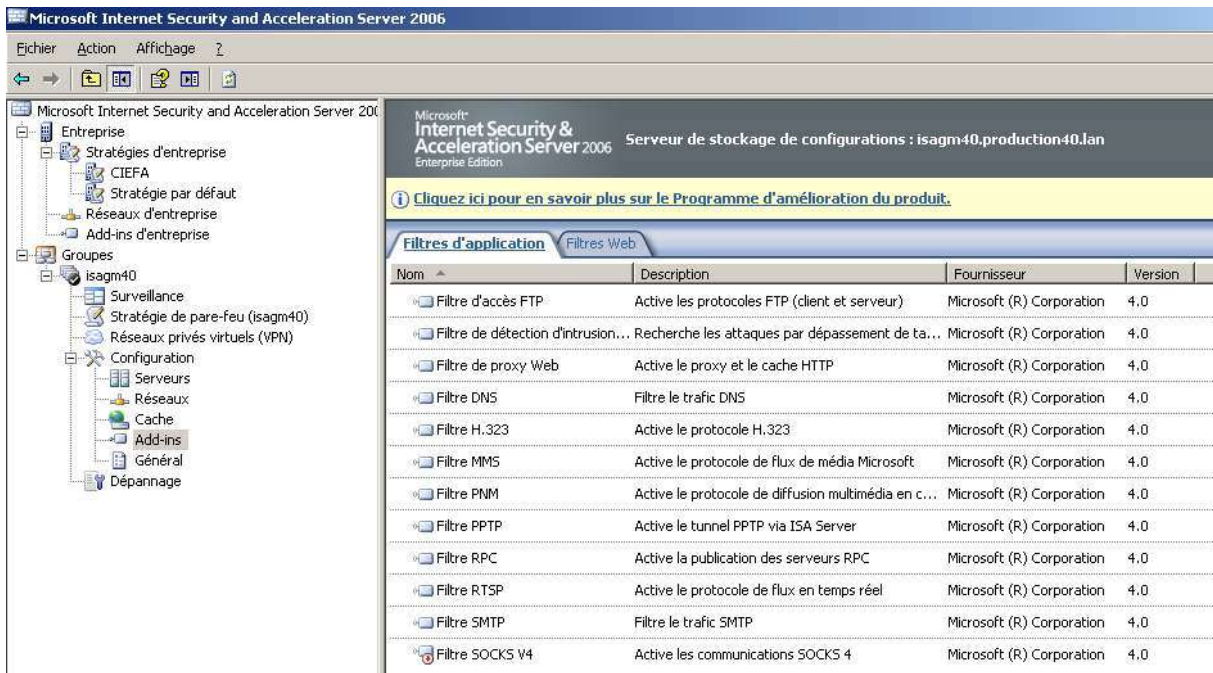 Microsoft Internet Security and Acceleration Server 2006
Fichier Action Affichage ?
Microsoft Internet Security and Acceleration Server 200
Entreprise
Stratégies d'entreprise
CIEFA
Stratégie par défaut
Réseaux d'entreprise
Add-ins d'entreprise
Groupes
isagm40
Surveillance
Stratégie de pare-feu (isagm40)
Réseaux privés virtuels (VPN)
Configuration
Serveurs
Réseaux
Cache
Add-ins
Général
Dépannage
Microsoft
Internet Security &
Acceleration Server 2006
Enterprise Edition
Serveur de stockage de configurations : isagm40.production40.lan
Cliquez ici pour en savoir plus sur le Programme d'amélioration du produit.
Filtres d'application Filtres Web
Nom Description Fournisseur Version
Filtre d'accès FTP Active les protocoles FTP (client et serveur) Microsoft (R) Corporation 4.0
Filtre de détection d'intrusion... Recherche les attaques par dépassement de ta... Microsoft (R) Corporation 4.0
Filtre de proxy Web Active le proxy et le cache HTTP Microsoft (R) Corporation 4.0
Filtre DNS Filtre le trafic DNS Microsoft (R) Corporation 4.0
Filtre H.323 Active le protocole H.323 Microsoft (R) Corporation 4.0
Filtre MMS Active le protocole de flux de média Microsoft Microsoft (R) Corporation 4.0
Filtre PNM Active le protocole de diffusion multimédia en c... Microsoft (R) Corporation 4.0
Filtre PPTP Active le tunnel PPTP via ISA Server Microsoft (R) Corporation 4.0
Filtre RPC Active la publication des serveurs RPC Microsoft (R) Corporation 4.0
Filtre RTSP Active le protocole de flux en temps réel Microsoft (R) Corporation 4.0
Filtre SMTP Filtre le trafic SMTP Microsoft (R) Corporation 4.0
Filtre SOCKS V4 Active les communications SOCKS 4 Microsoft (R) Corporation 4.0